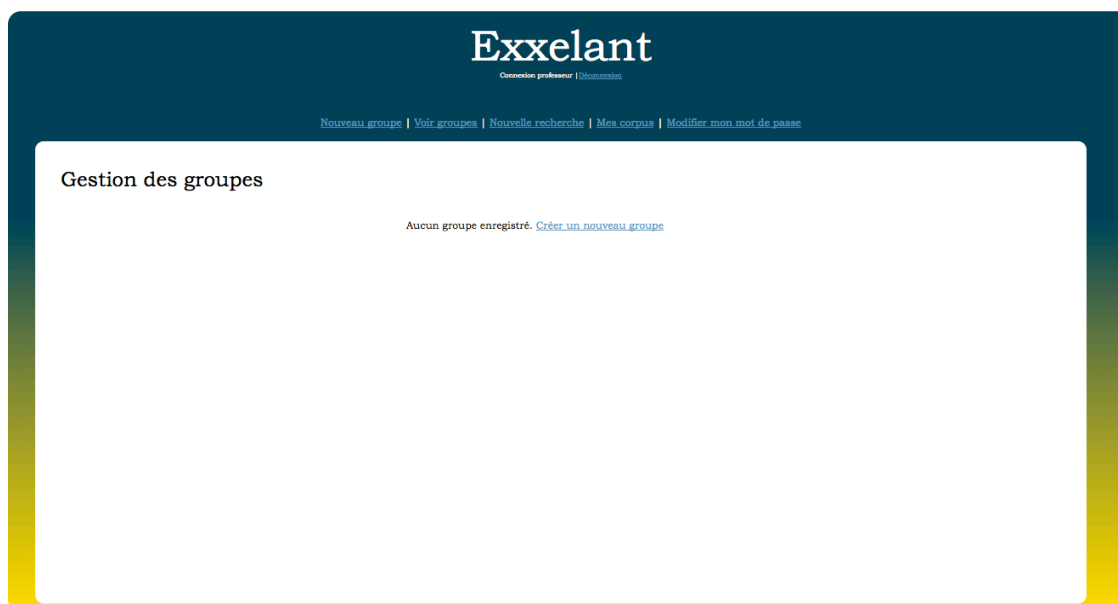 Exxelant
Connexion professeur | Déconnexion
Nouveau groupe | Voir groupes | Nouvelle recherche | Mes corpus | Modifier mon mot de passe
Gestion des groupes
Aucun groupe enregistré. Créer un nouveau groupe